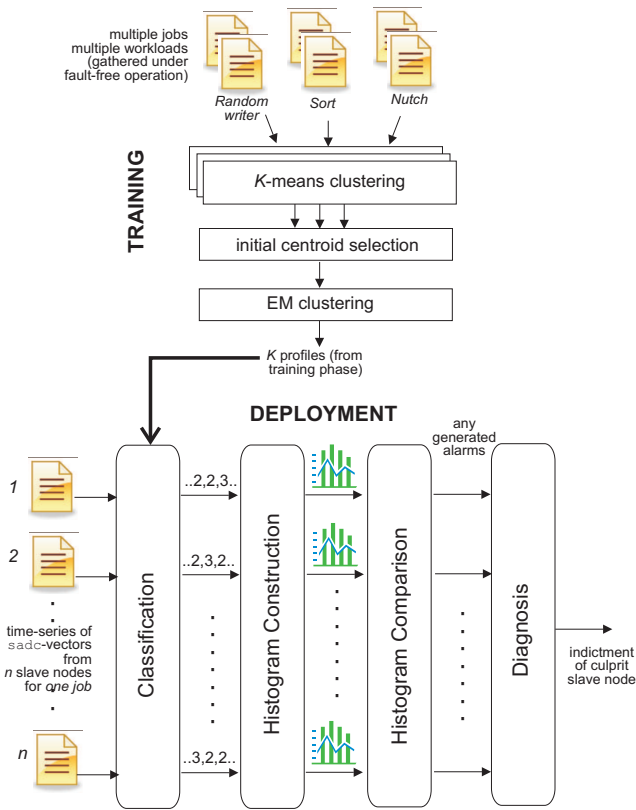 multiple jobs
multiple workloads
(gathered under
fault-free operation)
Random
writer
Sort
Nutch
TRAINING
K-means clustering
initial centroid selection
EM clustering
K profiles (from
training phase)
DEPLOYMENT
any
generated
alarms
1
..2,2,3..
2
..2,3,2..
time-series of
sadc-vectors
from
n slave nodes
for one job
n
..3,2,2..
Classification
Histogram Construction
Histogram Comparison
Diagnosis
indictment
of culprit
slave node